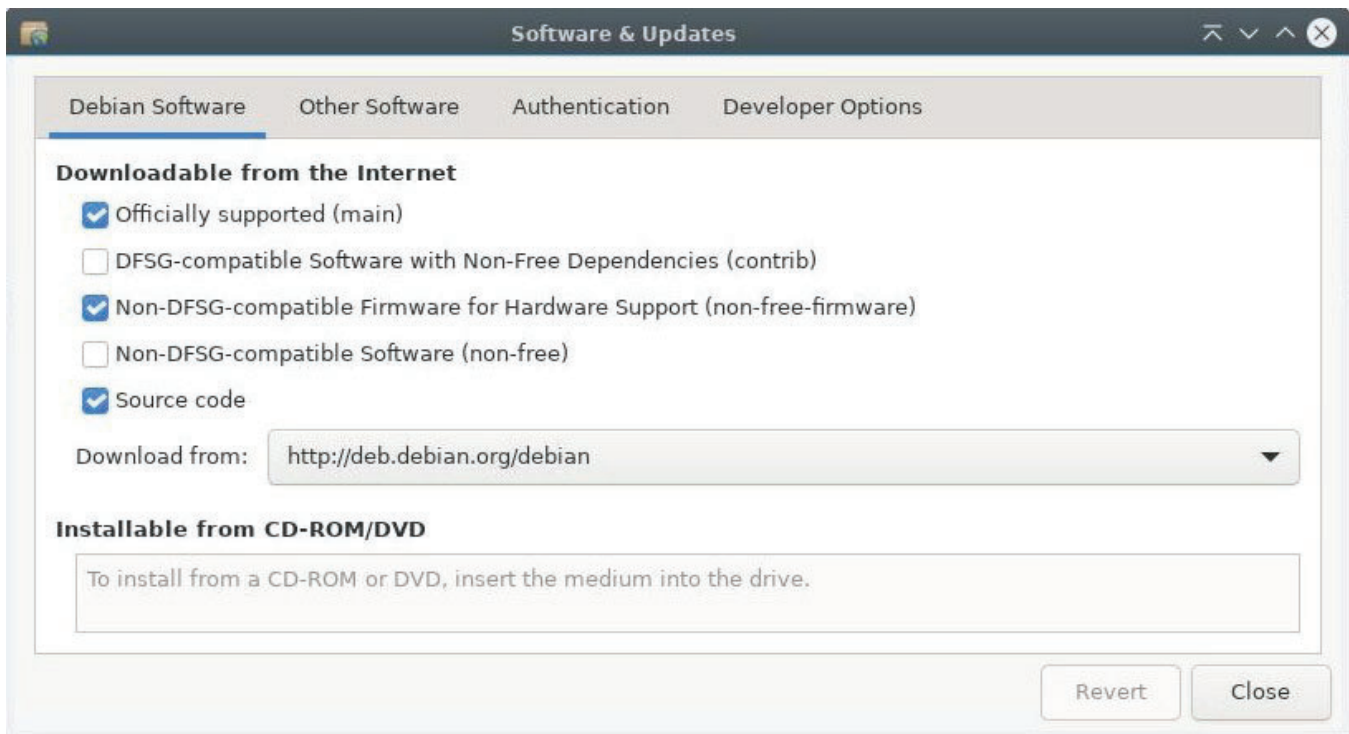 Software & Updates
Debian Software Other Software Authentication Developer Options
Downloadable from the Internet
Officially supported (main)
DFSG-compatible Software with Non-Free Dependencies (contrib)
Non-DFSG-compatible Firmware for Hardware Support (non-free-firmware)
Non-DFSG-compatible Software (non-free)
Source code
Download from: http://deb.debian.org/debian
Installable from CD-ROM/DVD
To install from a CD-ROM or DVD, insert the medium into the drive.
Revert Close